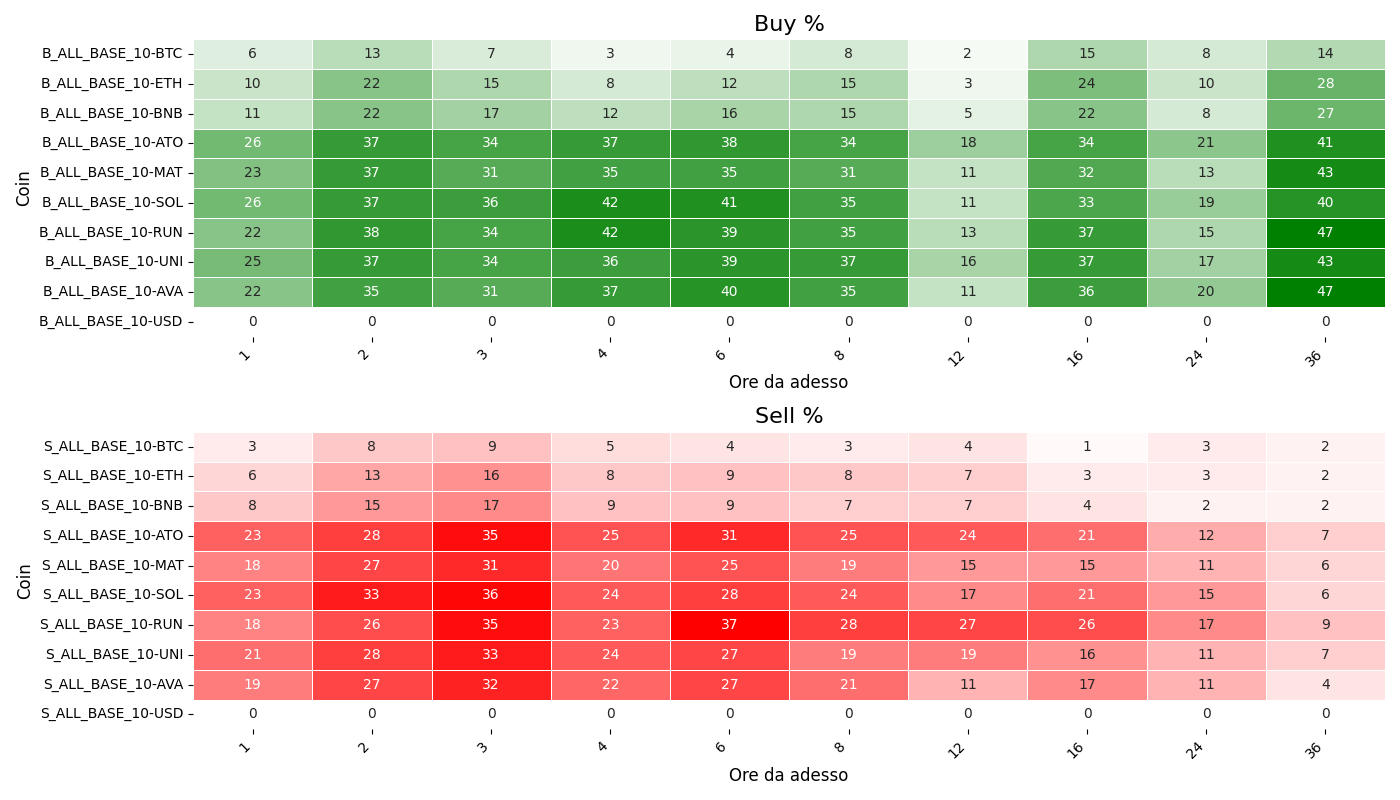 Buy %
Coin
B_ALL_BASE_10-BTC 6 13 7 3 4 8 2 15 8 14
B_ALL_BASE_10-ETH 10 22 15 8 12 15 3 24 10 28
B_ALL_BASE_10-BNB 11 22 17 12 16 15 5 22 8 27
B_ALL_BASE_10-ATO 26 37 34 37 38 34 18 34 21 41
B_ALL_BASE_10-MAT 23 37 31 35 35 31 11 32 13 43
B_ALL_BASE_10-SOL 26 37 36 42 41 35 11 33 19 40
B_ALL_BASE_10-RUN 22 38 34 42 39 35 13 37 15 47
B_ALL_BASE_10-UNI 25 37 34 36 39 37 16 37 17 43
B_ALL_BASE_10-AVA 22 35 31 37 40 35 11 36 20 47
B_ALL_BASE_10-USD 0 0 0 0 0 0 0 0 0 0
1 2 3 4 6 8 12 16 24 36
Ore da adesso
Sell %
Coin
S_ALL_BASE_10-BTC 3 8 9 5 4 3 4 1 3 2
S_ALL_BASE_10-ETH 6 13 16 8 9 8 7 3 3 2
S_ALL_BASE_10-BNB 8 15 17 9 9 7 7 4 2 2
S_ALL_BASE_10-ATO 23 28 35 25 31 25 24 21 12 7
S_ALL_BASE_10-MAT 18 27 31 20 25 19 15 15 11 6
S_ALL_BASE_10-SOL 23 33 36 24 28 24 17 21 15 6
S_ALL_BASE_10-RUN 18 26 35 23 37 28 27 26 17 9
S_ALL_BASE_10-UNI 21 28 33 24 27 19 19 16 11 7
S_ALL_BASE_10-AVA 19 27 32 22 27 21 11 17 11 4
S_ALL_BASE_10-USD 0 0 0 0 0 0 0 0 0 0
1 2 3 4 6 8 12 16 24 36
Ore da adesso